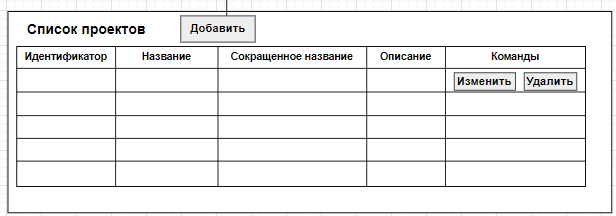 Список проектов Добавить
Идентификатор Название Сокращенное название Описание Команды
Изменить Удалить